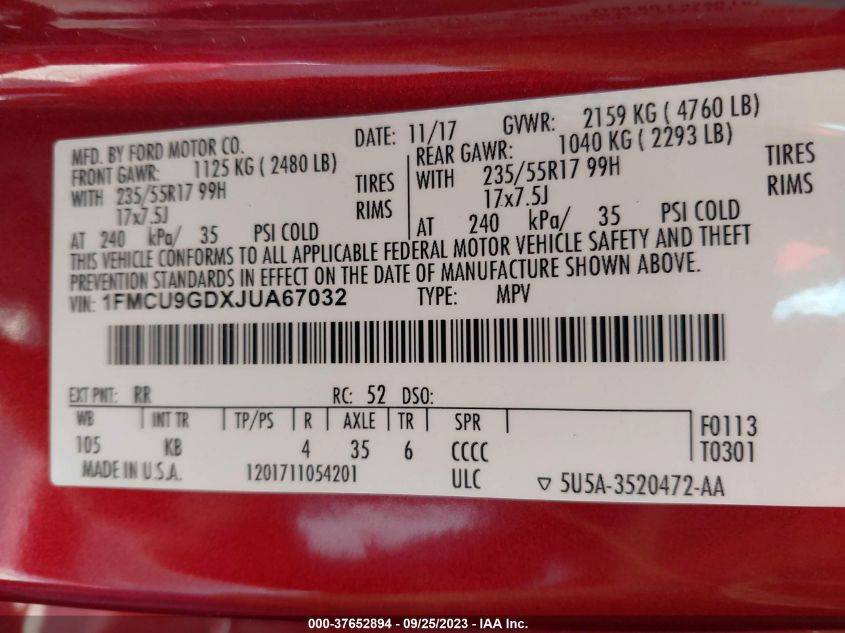 MFD. BY FORD MOTOR CO.
DATE: 11/17 GVWR: 2159 KG ( 4760 LB)
FRONT GAWR: 1125 KG ( 2480 LB)
REAR GAWR: 1040 KG ( 2293 LB)
WITH 235/55R17 99H TIRES
WITH 235/55R17 99H TIRES
17x7.5J RIMS
17x7.5J RIMS
AT 240 kPa/ 35 PSI COLD
AT 240 kPa/ 35 PSI COLD
THIS VEHICLE CONFORMS TO ALL APPLICABLE FEDERAL MOTOR VEHICLE SAFETY AND THEFT
PREVENTION STANDARDS IN EFFECT ON THE DATE OF MANUFACTURE SHOWN ABOVE.
VIN: 1FMCU9GDXJUA67032 TYPE: MPV
EXT PNT: RR RC: 52 DSO:
WB INT TR TP/PS R AXLE TR SPR
105 KB 4 35 6 CCCC
F0113
T0301
MADE IN U.S.A. 1201711054201 ULC
5U5A-3520472-AA
000-37652894 - 09/25/2023 - IAA Inc.